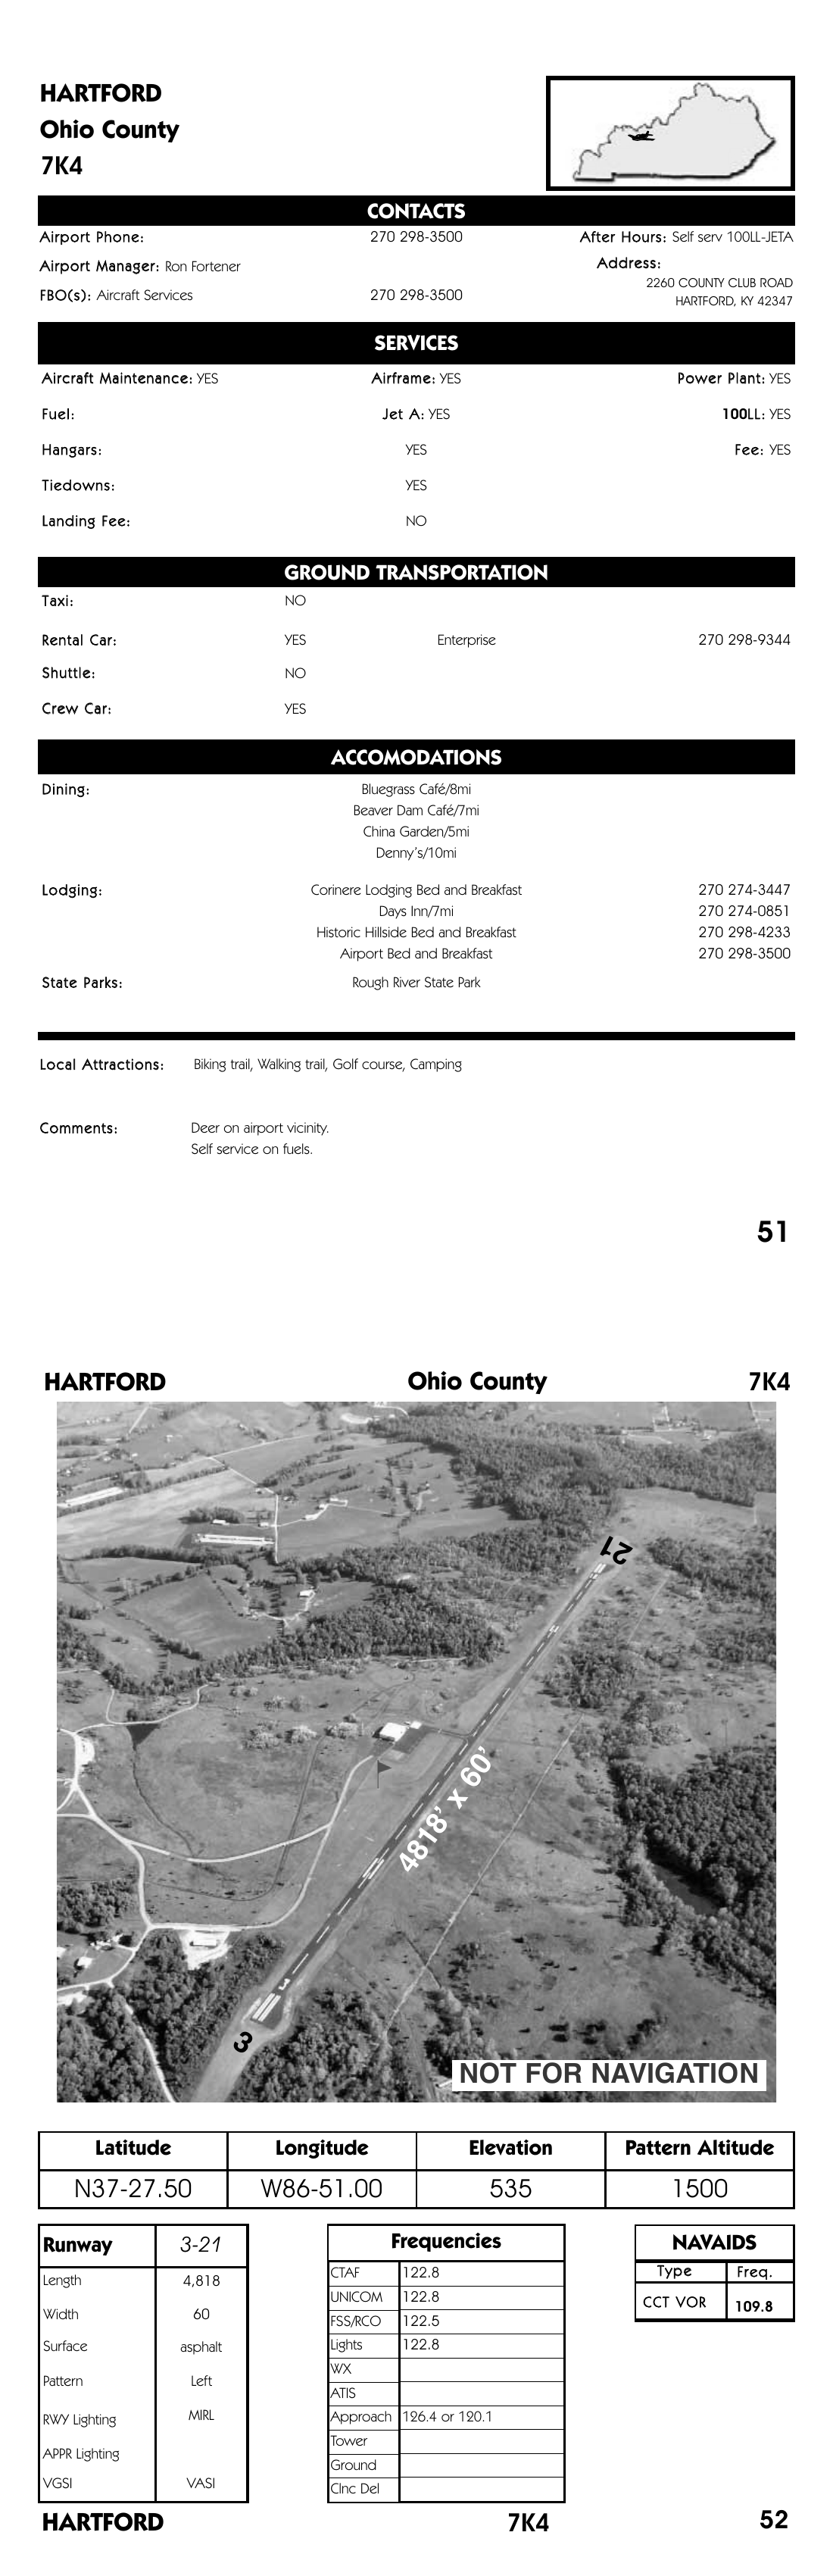 HARTFORD
Ohio County
7K4
CONTACTS
Airport Phone: 270 298-3500 After Hours: Self serv 100LL-JETA
Airport Manager: Ron Fortener Address:
2260 COUNTY CLUB ROAD
FBO(s): Aircraft Services 270 298-3500 HARTFORD, KY 42347
SERVICES
Aircraft Maintenance: YES Airframe: YES Power Plant: YES
Fuel: Jet A: YES 100LL: YES
Hangars: YES Fee: YES
Tiedowns: YES
Landing Fee: NO
GROUND TRANSPORTATION
Taxi: NO
Rental Car: YES Enterprise 270 298-9344
Shuttle: NO
Crew Car: YES
ACCOMODATIONS
Dining: Bluegrass Café/8mi
Beaver Dam Café/7mi
China Garden/5mi
Denny's/10mi
Lodging: Corinere Lodging Bed and Breakfast 270 274-3447
Days Inn/7mi 270 274-0851
Historic Hillside Bed and Breakfast 270 298-4233
Airport Bed and Breakfast 270 298-3500
State Parks: Rough River State Park
Local Attractions: Biking trail, Walking trail, Golf course, Camping
Comments: Deer on airport vicinity.
Self service on fuels.
51
HARTFORD Ohio County 7K4
21
4818' x 60'
3
3
NOT FOR NAVIGATION
Latitude Longitude Elevation Pattern Altitude
N37-27.50 W86-51.00 535 1500
Runway 3-21
Length 4,818
Width 60
Surface asphalt
Pattern Left
RWY Lighting MIRL
APPR Lighting
VGSI VASI
Frequencies
CTAF 122.8
UNICOM 122.8
FSS/RCO 122.5
Lights 122.8
WX
ATIS
Approach 126.4 or 120.1
Tower
Ground
Clnc Del
NAVAIDS
Type Freq.
CCT VOR 109.8
HARTFORD 7K4 52